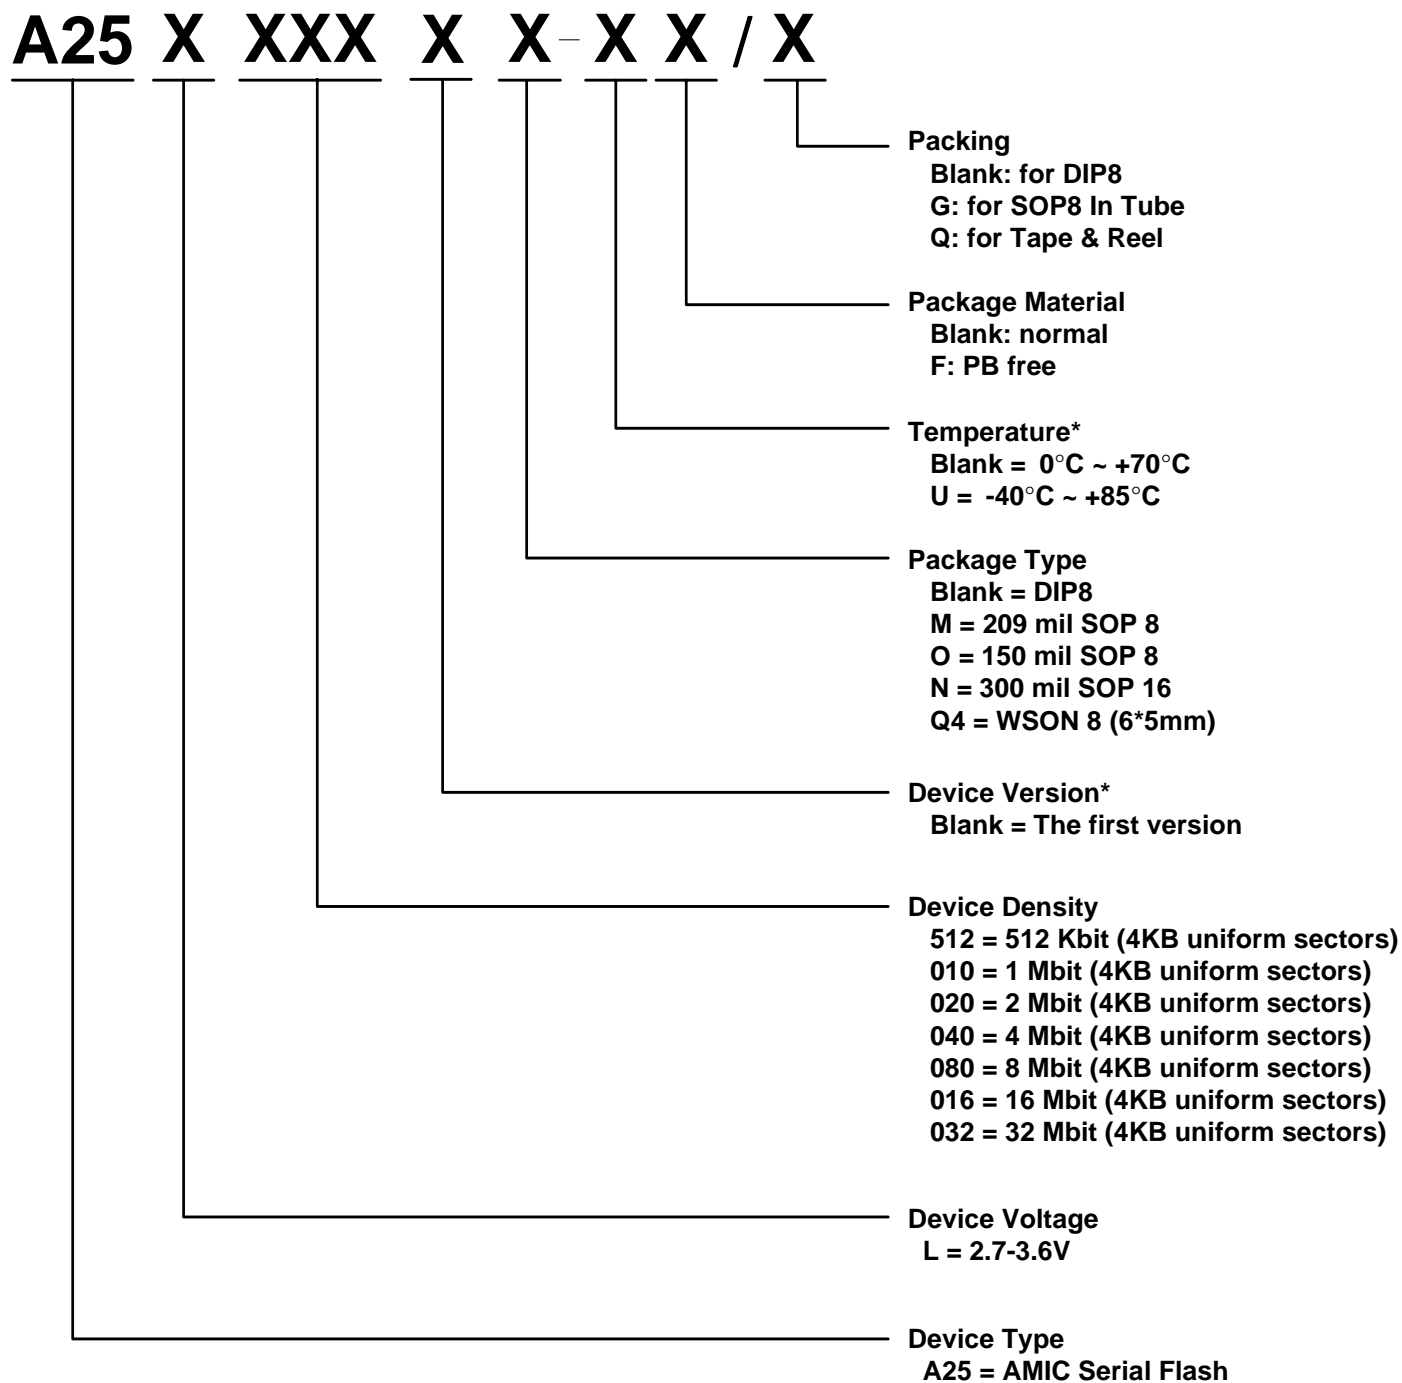 A25 X XXX X X - X X / X
Packing
Blank: for DIP8
G: for SOP8 In Tube
Q: for Tape & Reel
Package Material
Blank: normal
F: PB free
Temperature*
Blank = 0°C ~ +70°C
U = -40°C ~ +85°C
Package Type
Blank = DIP8
M = 209 mil SOP 8
O = 150 mil SOP 8
N = 300 mil SOP 16
Q4 = WSON 8 (6*5mm)
Device Version*
Blank = The first version
Device Density
512 = 512 Kbit (4KB uniform sectors)
010 = 1 Mbit (4KB uniform sectors)
020 = 2 Mbit (4KB uniform sectors)
040 = 4 Mbit (4KB uniform sectors)
080 = 8 Mbit (4KB uniform sectors)
016 = 16 Mbit (4KB uniform sectors)
032 = 32 Mbit (4KB uniform sectors)
Device Voltage
L = 2.7-3.6V
Device Type
A25 = AMIC Serial Flash